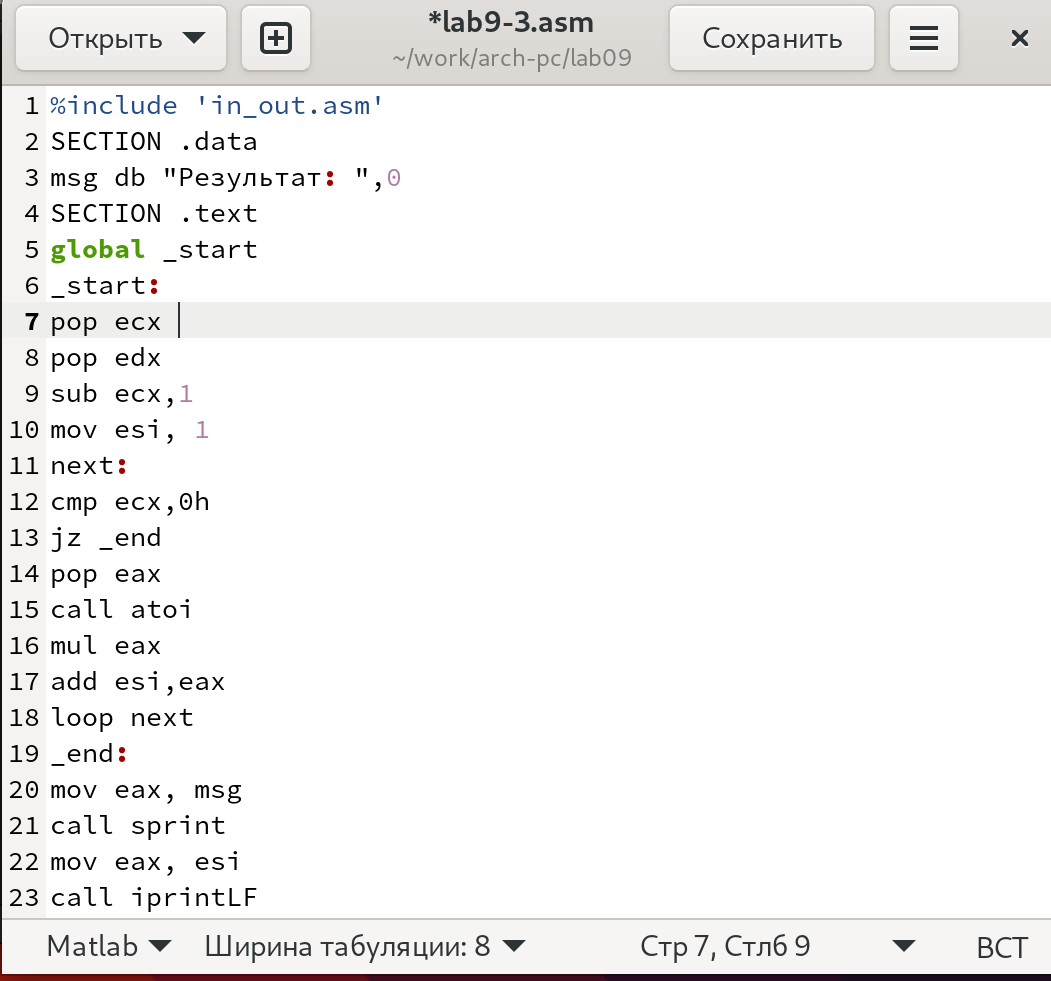 Открыть
*lab9-3.asm
~/work/arch-pc/lab09
Сохранить
1 %include 'in_out.asm'
2 SECTION .data
3 msg db "Результат: ",0
4 SECTION .text
5 global _start
6 _start:
7 pop ecx
8 pop edx
9 sub ecx,1
10 mov esi, 1
11 next:
12 cmp ecx,0h
13 jz _end
14 pop eax
15 call atoi
16 mul eax
17 add esi,eax
18 loop next
19 _end:
20 mov eax, msg
21 call sprint
22 mov eax, esi
23 call iprintLF
Matlab Ширина табуляции: 8 Стр 7, Стлб 9 ВСТ